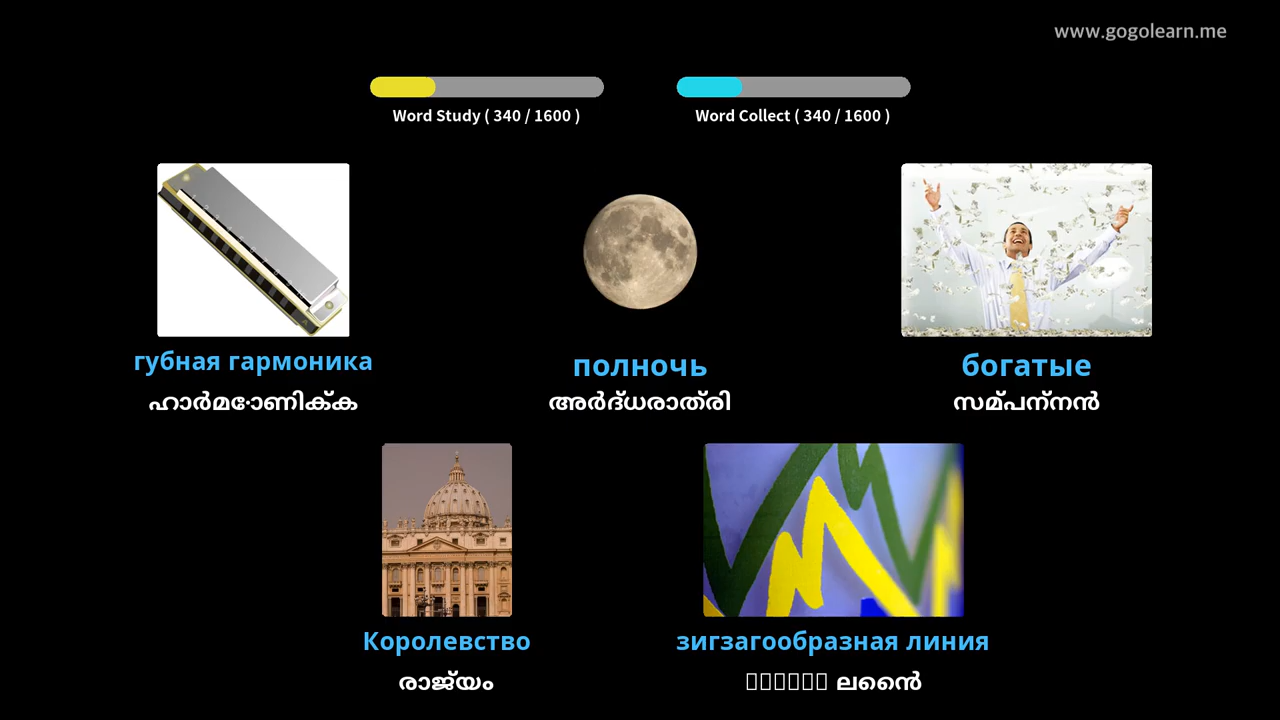 www.gogolearn.me
Word Study ( 340 / 1600 )
Word Collect ( 340 / 1600 )
губная гармоника
ഹാർമോണിക്ക
полночь
അർദ്ധരാത്രി
богатые
സമ്പന്നൻ
Королевство
രാജ്യം
зигзагообразная линия
ലൈൻ